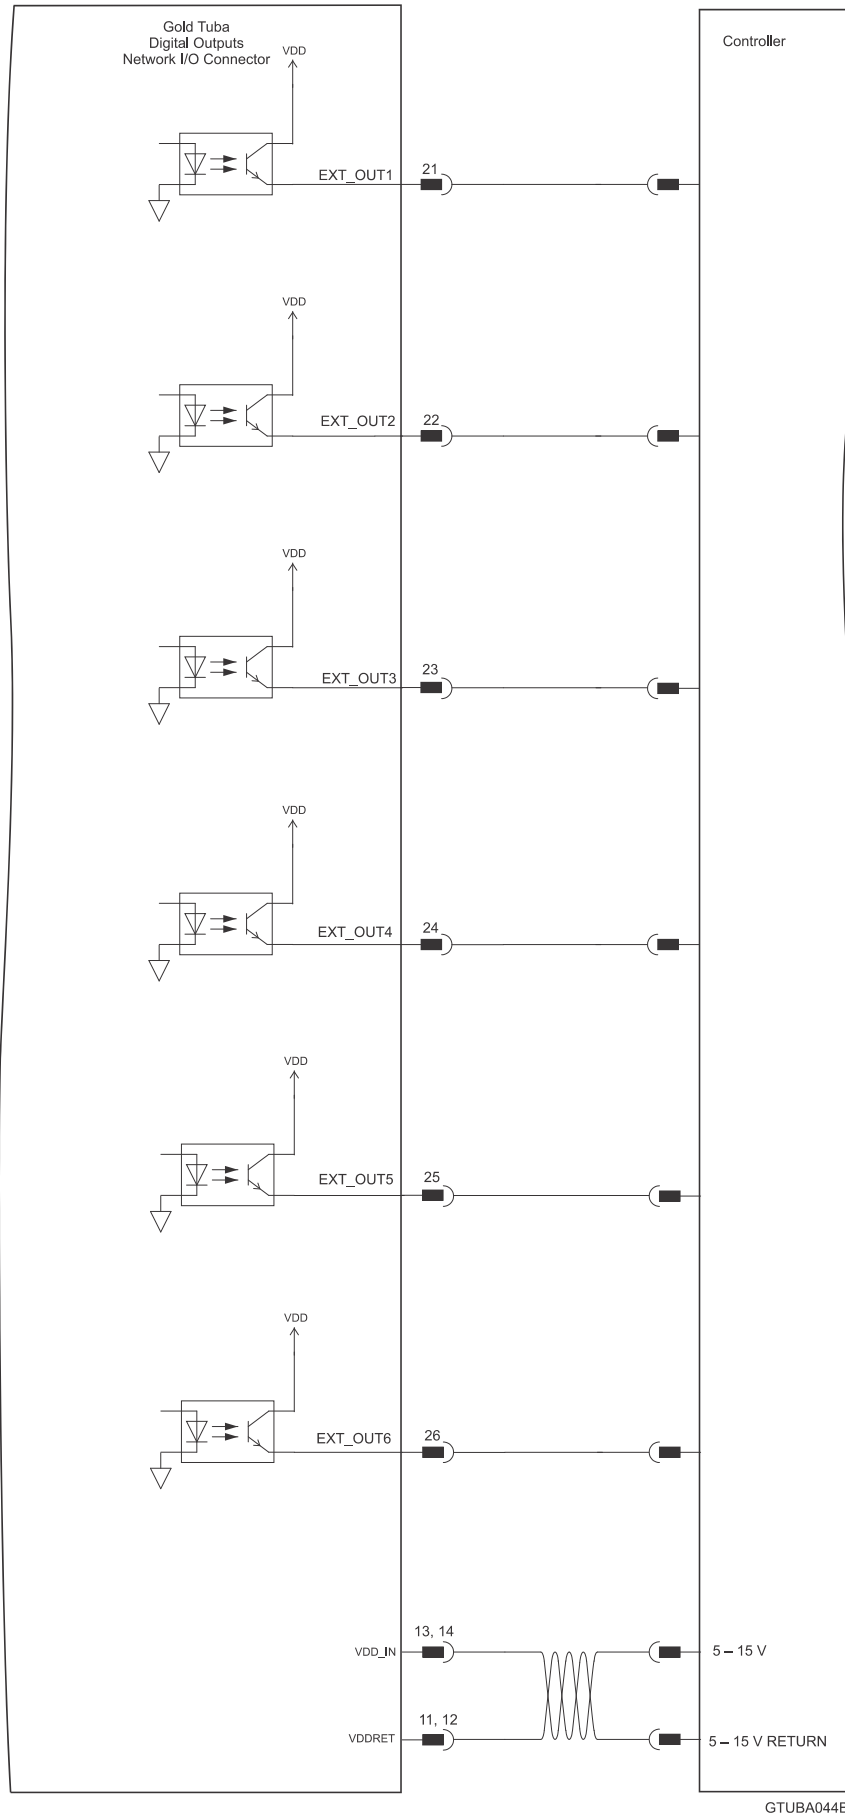 Gold Tuba
Digital Outputs
Network I/O Connector
Controller
VDD
EXT_OUT1
21
VDD
EXT_OUT2
22
VDD
EXT_OUT3
23
VDD
EXT_OUT4
24
VDD
EXT_OUT5
25
VDD
EXT_OUT6
26
VDD_IN
13, 14
5 – 15 V
VDDRET
11, 12
5 – 15 V RETURN
GTUBA044E